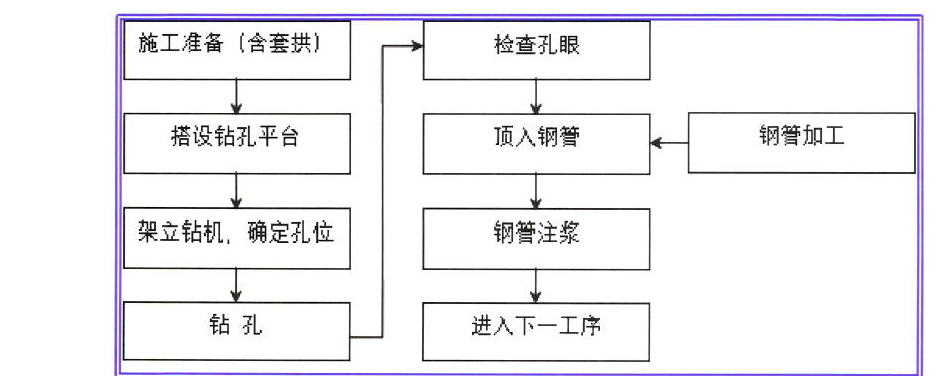 施工准备（含套拱）
搭设钻孔平台
架立钻机，确定孔位
钻 孔
检查孔眼
顶入钢管
钢管加工
钢管注浆
进入下一工序